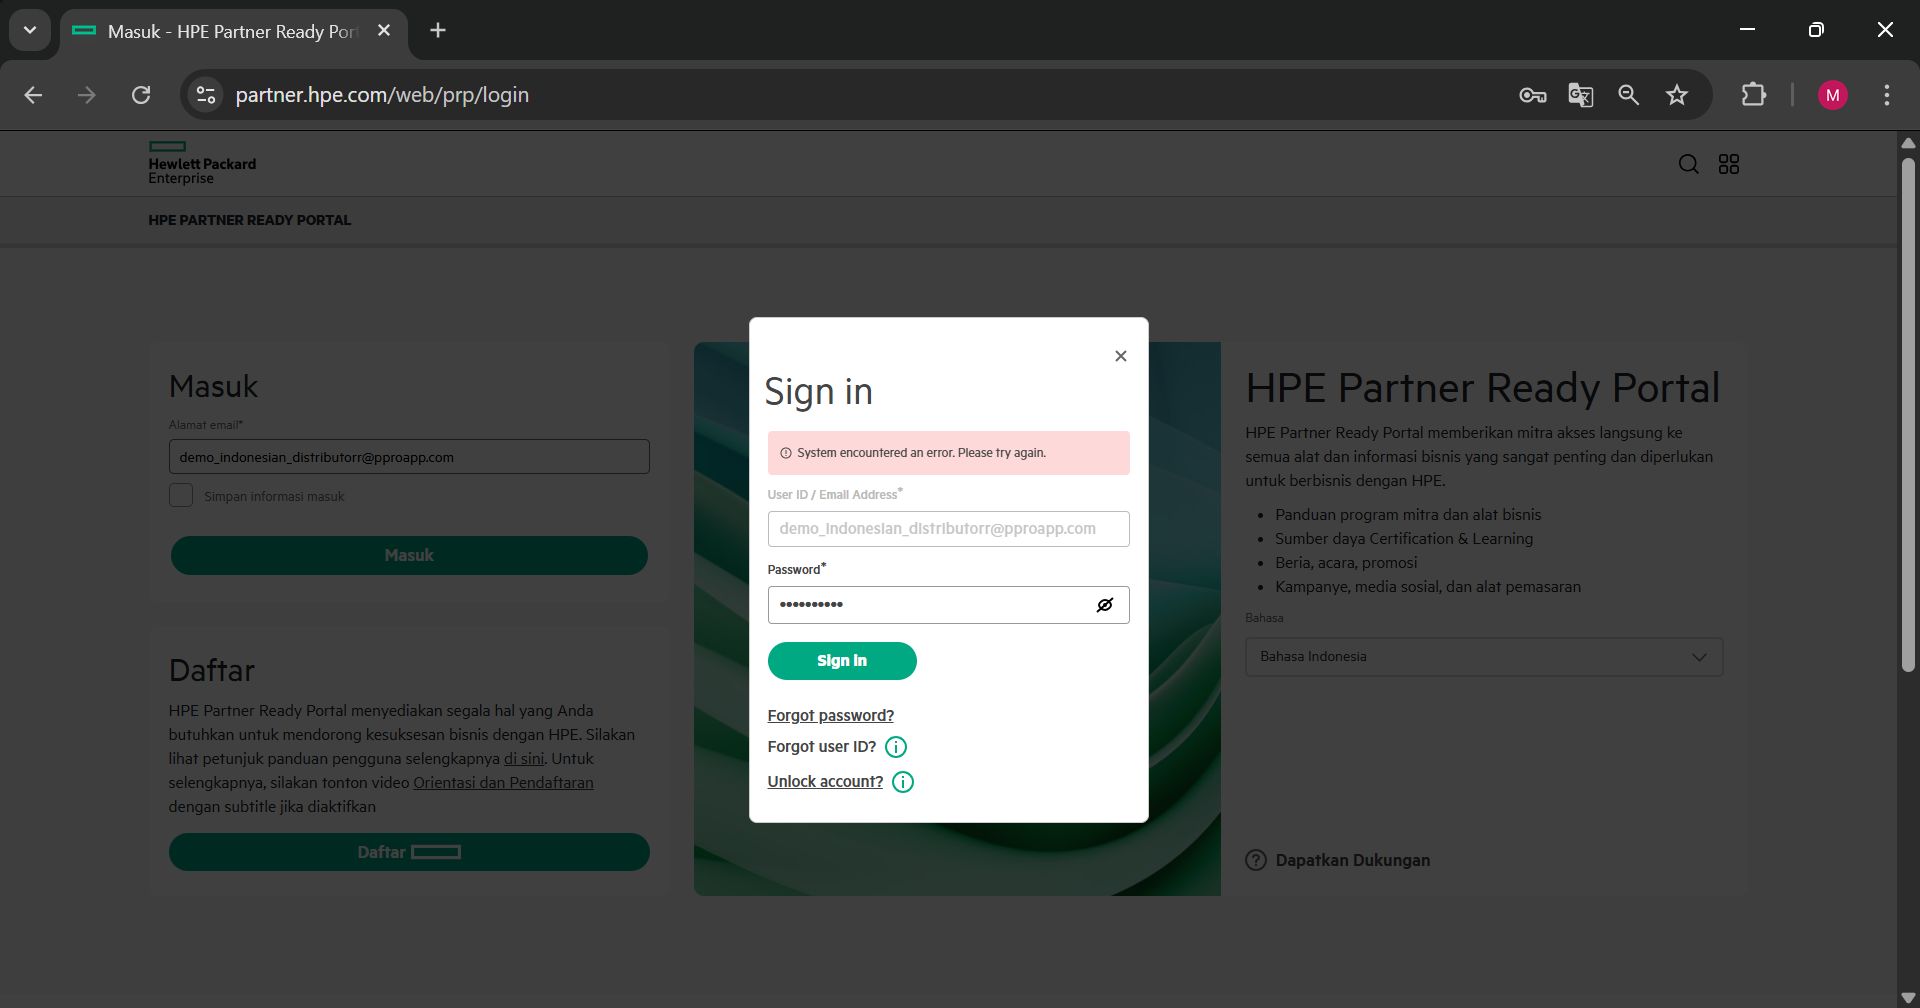 Masuk - HPE Partner Ready Por
partner.hpe.com/web/prp/login
M
Hewlett Packard
Enterprise
HPE PARTNER READY PORTAL
Masuk
Alamat email*
demo_indonesian_distributorr@pproapp.com
Simpan informasi masuk
Masuk
Daftar
HPE Partner Ready Portal menyediakan segala hal yang Anda
butuhkan untuk mendorong kesuksesan bisnis dengan HPE. Silakan
lihat petunjuk panduan pengguna selengkapnya di sini. Untuk
selengkapnya, silakan tonton video Orientasi dan Pendaftaran
dengan subtitle jika diaktifkan
Daftar
Sign in
System encountered an error. Please try again.
User ID / Email Address*
demo_indonesian_distributorr@pproapp.com
Password*
••••••••••
Sign in
Forgot password?
Forgot user ID?
Unlock account?
HPE Partner Ready Portal
HPE Partner Ready Portal memberikan mitra akses langsung ke
semua alat dan informasi bisnis yang sangat penting dan diperlukan
untuk berbisnis dengan HPE.
• Panduan program mitra dan alat bisnis
• Sumber daya Certification & Learning
• Beria, acara, promosi
• Kampanye, media sosial, dan alat pemasaran
Bahasa
Bahasa Indonesia
Dapatkan Dukungan